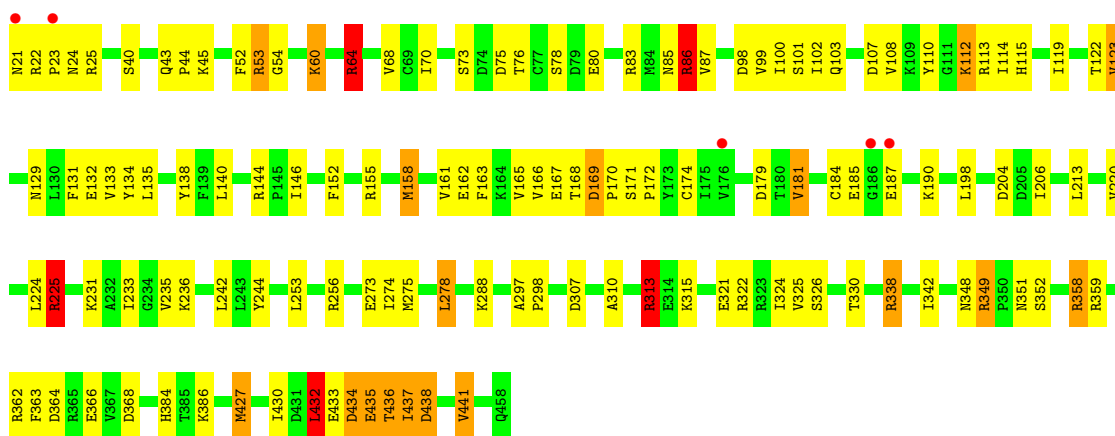 N21 R22 P23 N24 R25 S40 Q43 P44 K45 F52 R53 G54 K60 R64 V68 C69 I70 S73 D74 D75 T76 C77 S78 D79 E80 R83 M84 N85 R86 V87 D98 V99 I100 S101 I102 Q103 D107 V108 K109 Y110 G111 K112 R113 I114 H115 I119 T122
N129 L130 F131 E132 V133 Y134 L135 Y138 F139 L140 R144 P145 I146 F152 R155 M158 V161 E162 F163 K164 V165 V166 E167 T168 D169 P170 S171 P172 Y173 C174 I175 V176 D179 T180 V181 C184 E185 G186 E187 K190 L198 D204 D205 I206 L213
L224 R225 K231 A232 I233 G234 V235 K236 L242 L243 Y244 L253 R256 E273 I274 M275 L278 K288 A297 P298 D307 A310 R313 E314 K315 E321 R322 R323 I324 V325 S326 T330 R338 I342 N348 R349 P350 N351 S352 R358 R359
R362 F363 D364 R365 E366 V367 D368 H384 T385 K386 M427 I430 D431 L432 E433 D434 E435 T436 I437 D438 V441 Q458